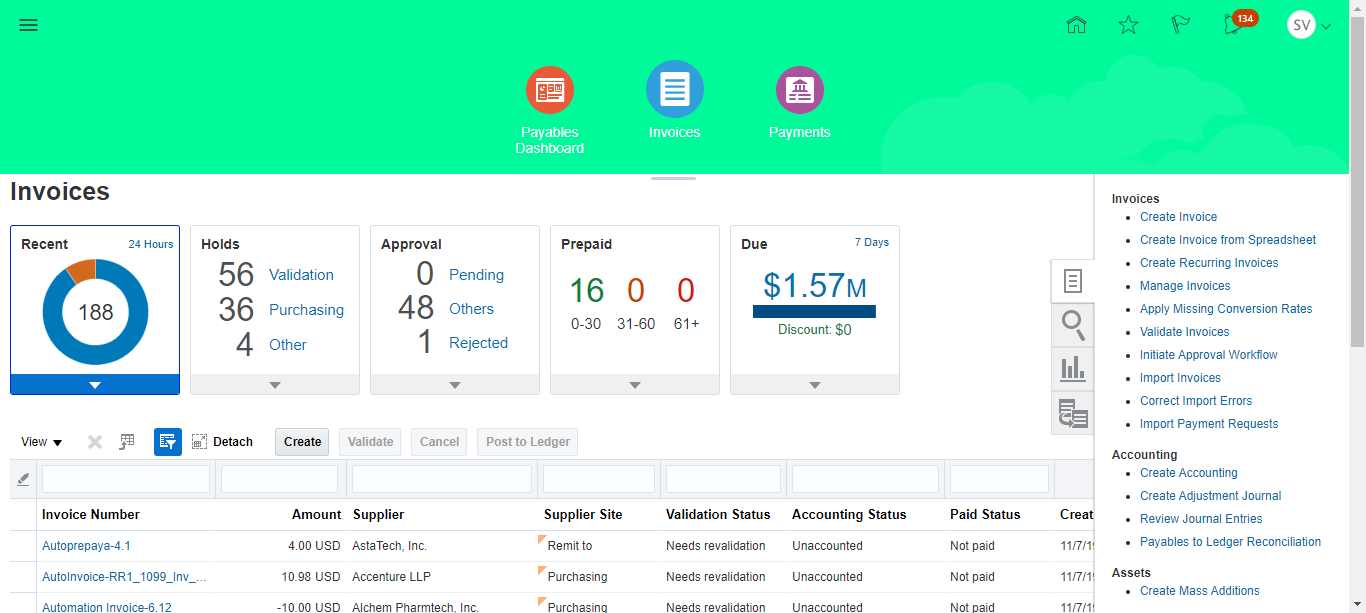 134
SV
Payables
Dashboard
Invoices
Payments
Invoices
Recent
24 Hours
188
Holds
56 Validation
36 Purchasing
4 Other
Approval
0 Pending
48 Others
1 Rejected
Prepaid
16 0 0
0-30 31-60 61+
Due
7 Days
$1.57M
Discount: $0
View
Detach
Create
Validate
Cancel
Post to Ledger
Invoice Number Amount Supplier Supplier Site Validation Status Accounting Status Paid Status Creat
Autoprepaya-4.1 4.00 USD AstaTech, Inc. Remit to Needs revalidation Unaccounted Not paid 11/7/19
AutoInvoice-RR1_1099_Inv_... 10.98 USD Accenture LLP Purchasing Needs revalidation Unaccounted Not paid 11/7/19
Automation Invoice-6.12 -10.00 USD Alchem Pharmtech, Inc. Purchasing Needs revalidation Unaccounted Not paid 11/7/19
Invoices
Create Invoice
Create Invoice from Spreadsheet
Create Recurring Invoices
Manage Invoices
Apply Missing Conversion Rates
Validate Invoices
Initiate Approval Workflow
Import Invoices
Correct Import Errors
Import Payment Requests
Accounting
Create Accounting
Create Adjustment Journal
Review Journal Entries
Payables to Ledger Reconciliation
Assets
Create Mass Additions